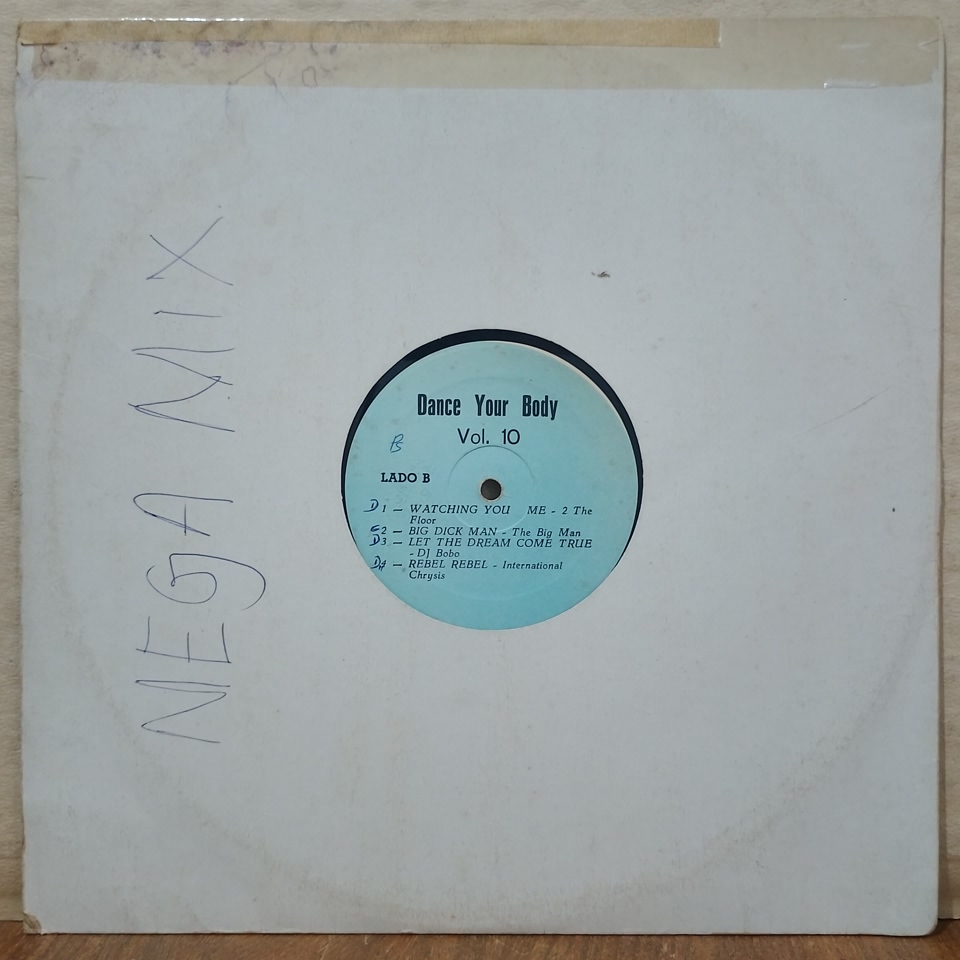 NEGA MIX
Dance Your Body
Vol. 10
B
LADO B
D 1 — WATCHING YOU ME - 2 The
Floor
2 — BIG DICK MAN - The Big Man
D 3 — LET THE DREAM COME TRUE
- DJ Bobo
D 4 — REBEL REBEL - International
Chrysis